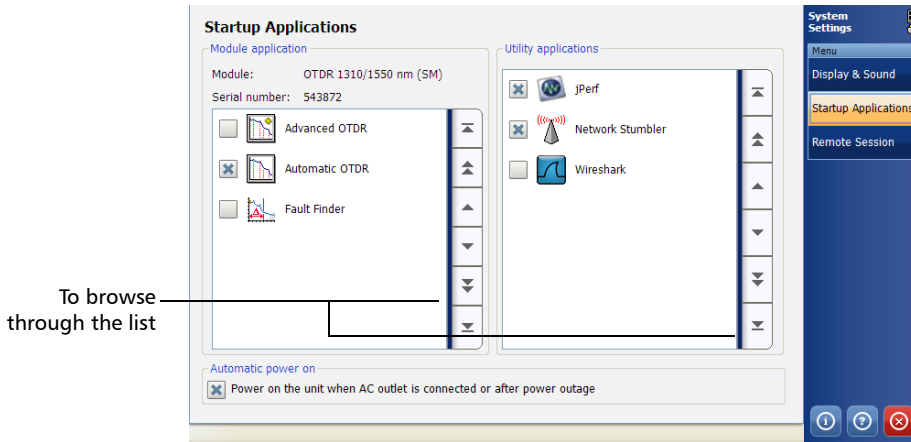 Startup Applications
Module application
Module: OTDR 1310/1550 nm (SM)
Serial number: 543872
Advanced OTDR
Automatic OTDR
Fault Finder
Utility applications
jPerf
Network Stumbler
Wireshark
To browse
through the list
Automatic power on
Power on the unit when AC outlet is connected or after power outage
System
Settings
Menu
Display & Sound
Startup Applications
Remote Session